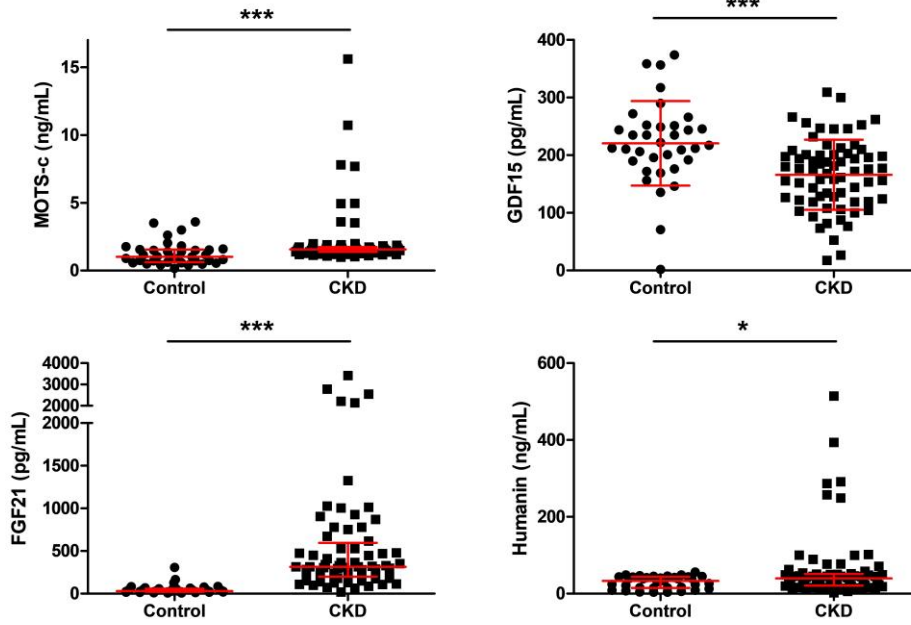 ***
MOTS-c (ng/mL)
15
10
5
0
Control
CKD
***
GDF15 (pg/mL)
400
300
200
100
0
Control
CKD
***
FGF21 (pg/mL)
4000
3000
2000
2000
1500
1000
500
0
Control
CKD
*
Humanin (ng/mL)
600
400
200
0
Control
CKD